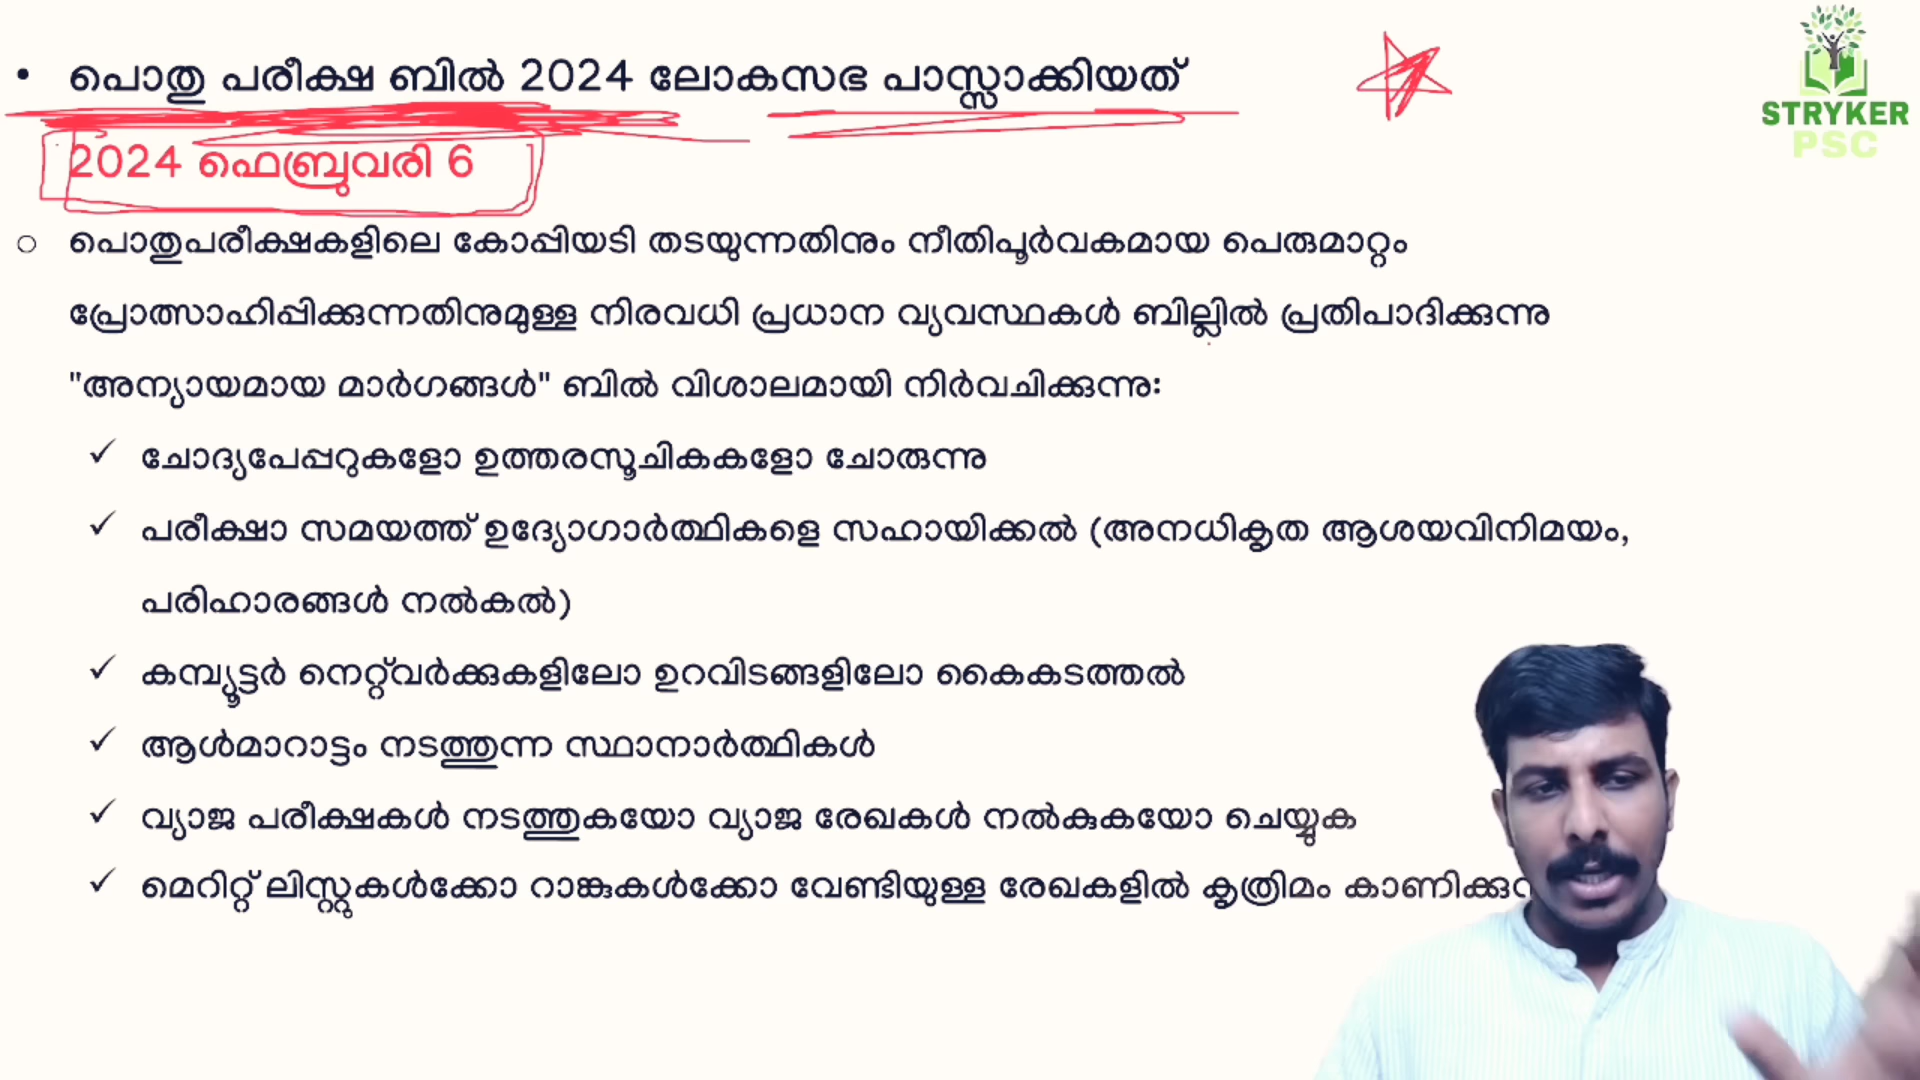 • പൊതു പരീക്ഷ ബിൽ 2024 ലോകസഭ പാസ്സാക്കിയത്
2024 ഫെബ്രുവരി 6
○ പൊതുപരീക്ഷകളിലെ കോപ്പിയടി തടയുന്നതിനും നീതിപൂർവകമായ പെരുമാറ്റം
പ്രോത്സാഹിപ്പിക്കുന്നതിനുമുള്ള നിരവധി പ്രധാന വ്യവസ്ഥകൾ ബില്ലിൽ പ്രതിപാദിക്കുന്നു
"അന്യായമായ മാർഗങ്ങൾ" ബിൽ വിശാലമായി നിർവചിക്കുന്നു:
✓ ചോദ്യപേപ്പറുകളോ ഉത്തരസൂചികകളോ ചോരുന്നു
✓ പരീക്ഷാ സമയത്ത് ഉദ്യോഗാർത്ഥികളെ സഹായിക്കൽ (അനധികൃത ആശയവിനിമയം,
പരിഹാരങ്ങൾ നൽകൽ)
✓ കമ്പ്യൂട്ടർ നെറ്റ്‌വർക്കുകളിലോ ഉറവിടങ്ങളിലോ കൈകടത്തൽ
✓ ആൾമാറാട്ടം നടത്തുന്ന സ്ഥാനാർത്ഥികൾ
✓ വ്യാജ പരീക്ഷകൾ നടത്തുകയോ വ്യാജ രേഖകൾ നൽകുകയോ ചെയ്യുക
✓ മെറിറ്റ് ലിസ്റ്റുകൾക്കോ റാങ്കുകൾക്കോ വേണ്ടിയുള്ള രേഖകളിൽ കൃത്രിമം
STRYKER
PSC